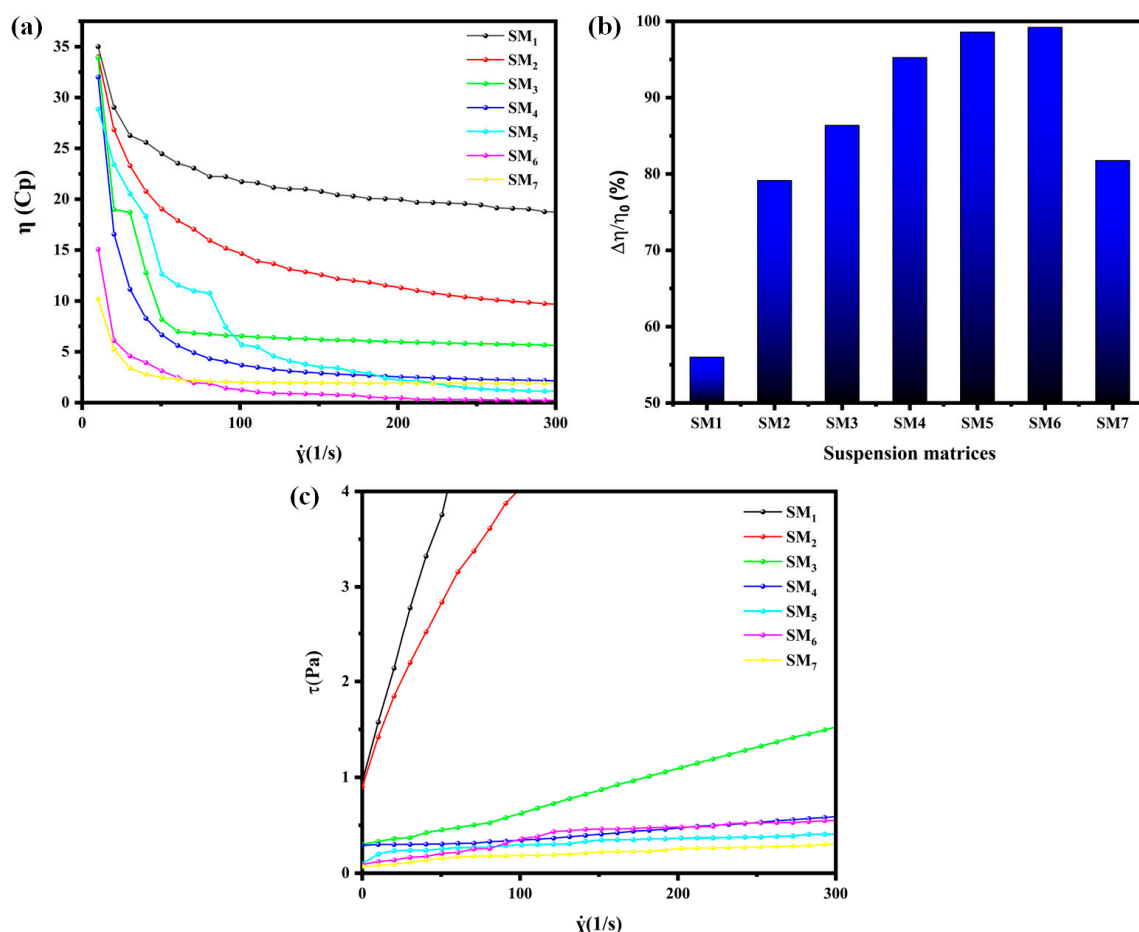 (a)
η (Cp)
35
30
25
20
15
10
5
0
0
100
200
300
γ̇(1/s)
SM₁
SM₂
SM₃
SM₄
SM₅
SM₆
SM₇
(b)
Δη/η₀ (%)
100
90
80
70
60
50
SM1 SM2 SM3 SM4 SM5 SM6 SM7
Suspension matrices
(c)
τ(Pa)
4
3
2
1
0
0
100
200
300
γ̇(1/s)
SM₁
SM₂
SM₃
SM₄
SM₅
SM₆
SM₇